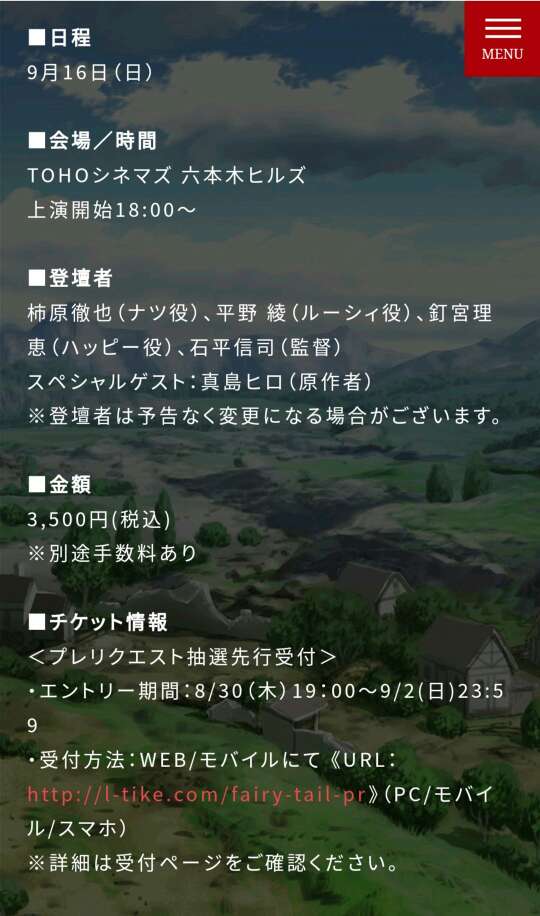 MENU
■日程
9月16日（日）
■会場／時間
TOHOシネマズ 六本木ヒルズ
上演開始18:00～
■登壇者
柿原徹也（ナツ役）、平野 綾（ルーシィ役）、釘宮理
恵（ハッピー役）、石平信司（監督）
スペシャルゲスト：真島ヒロ（原作者）
※登壇者は予告なく変更になる場合がございます。
■金額
3,500円(税込)
※別途手数料あり
■チケット情報
＜プレリクエスト抽選先行受付＞
・エントリー期間：8/30（木）19：00～9/2(日)23:5
9
・受付方法：WEB/モバイルにて《URL：
http://l-tike.com/fairy-tail-pr》（PC/モバイ
ル/スマホ）
※詳細は受付ページをご確認ください。